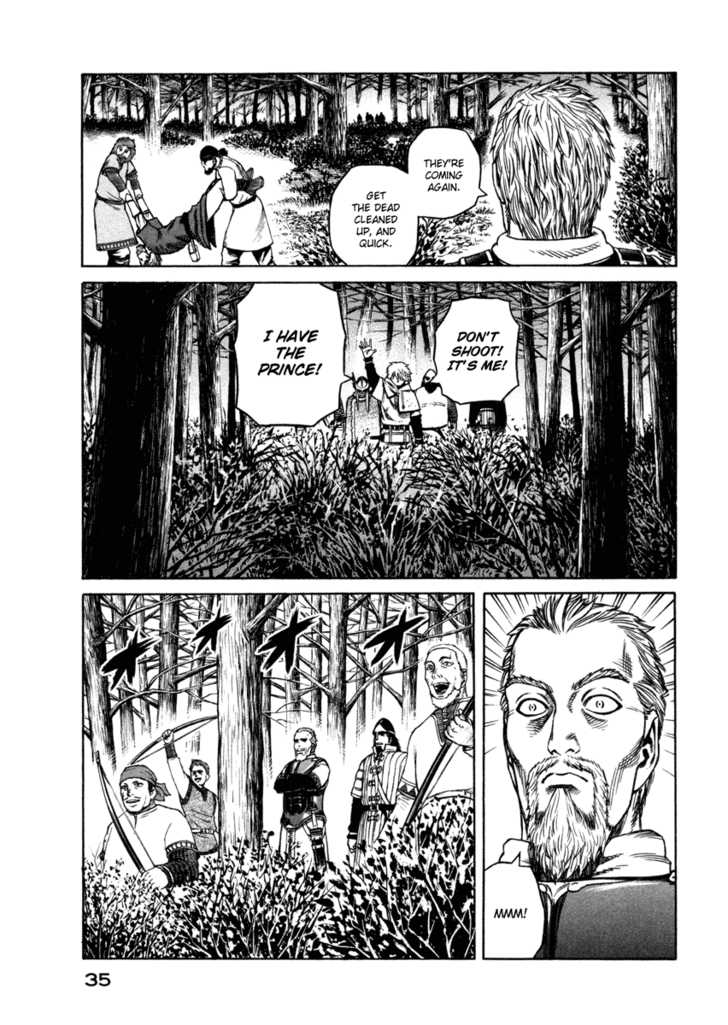 THEY'RE
COMING
AGAIN.
GET
THE DEAD
CLEANED
UP, AND
QUICK.
DON'T
SHOOT!
IT'S ME!
I HAVE
THE
PRINCE!
MMM!
35